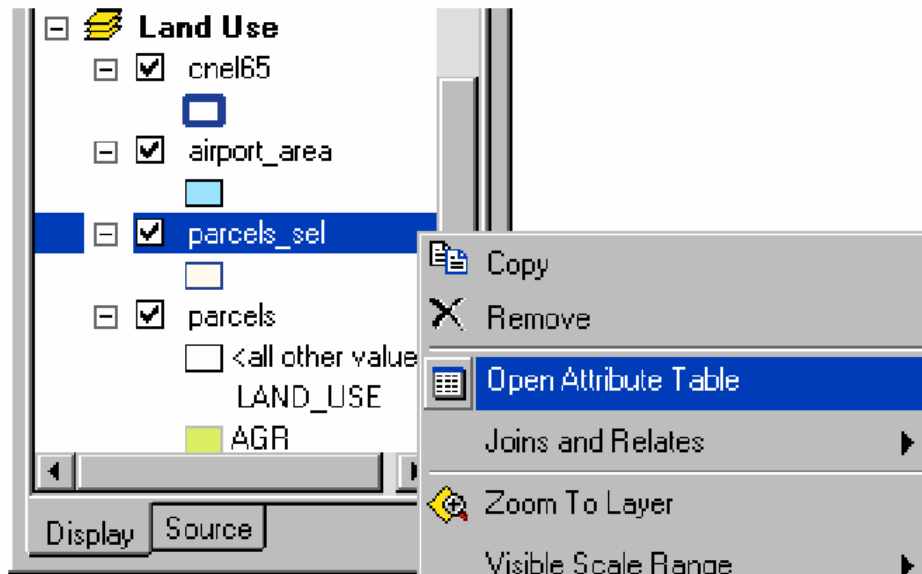 Land Use
cnel65
airport_area
parcels_sel
parcels
<all other value
LAND_USE
AGR
Display
Source
Copy
Remove
Open Attribute Table
Joins and Relates
Zoom To Layer
Visible Scale Range